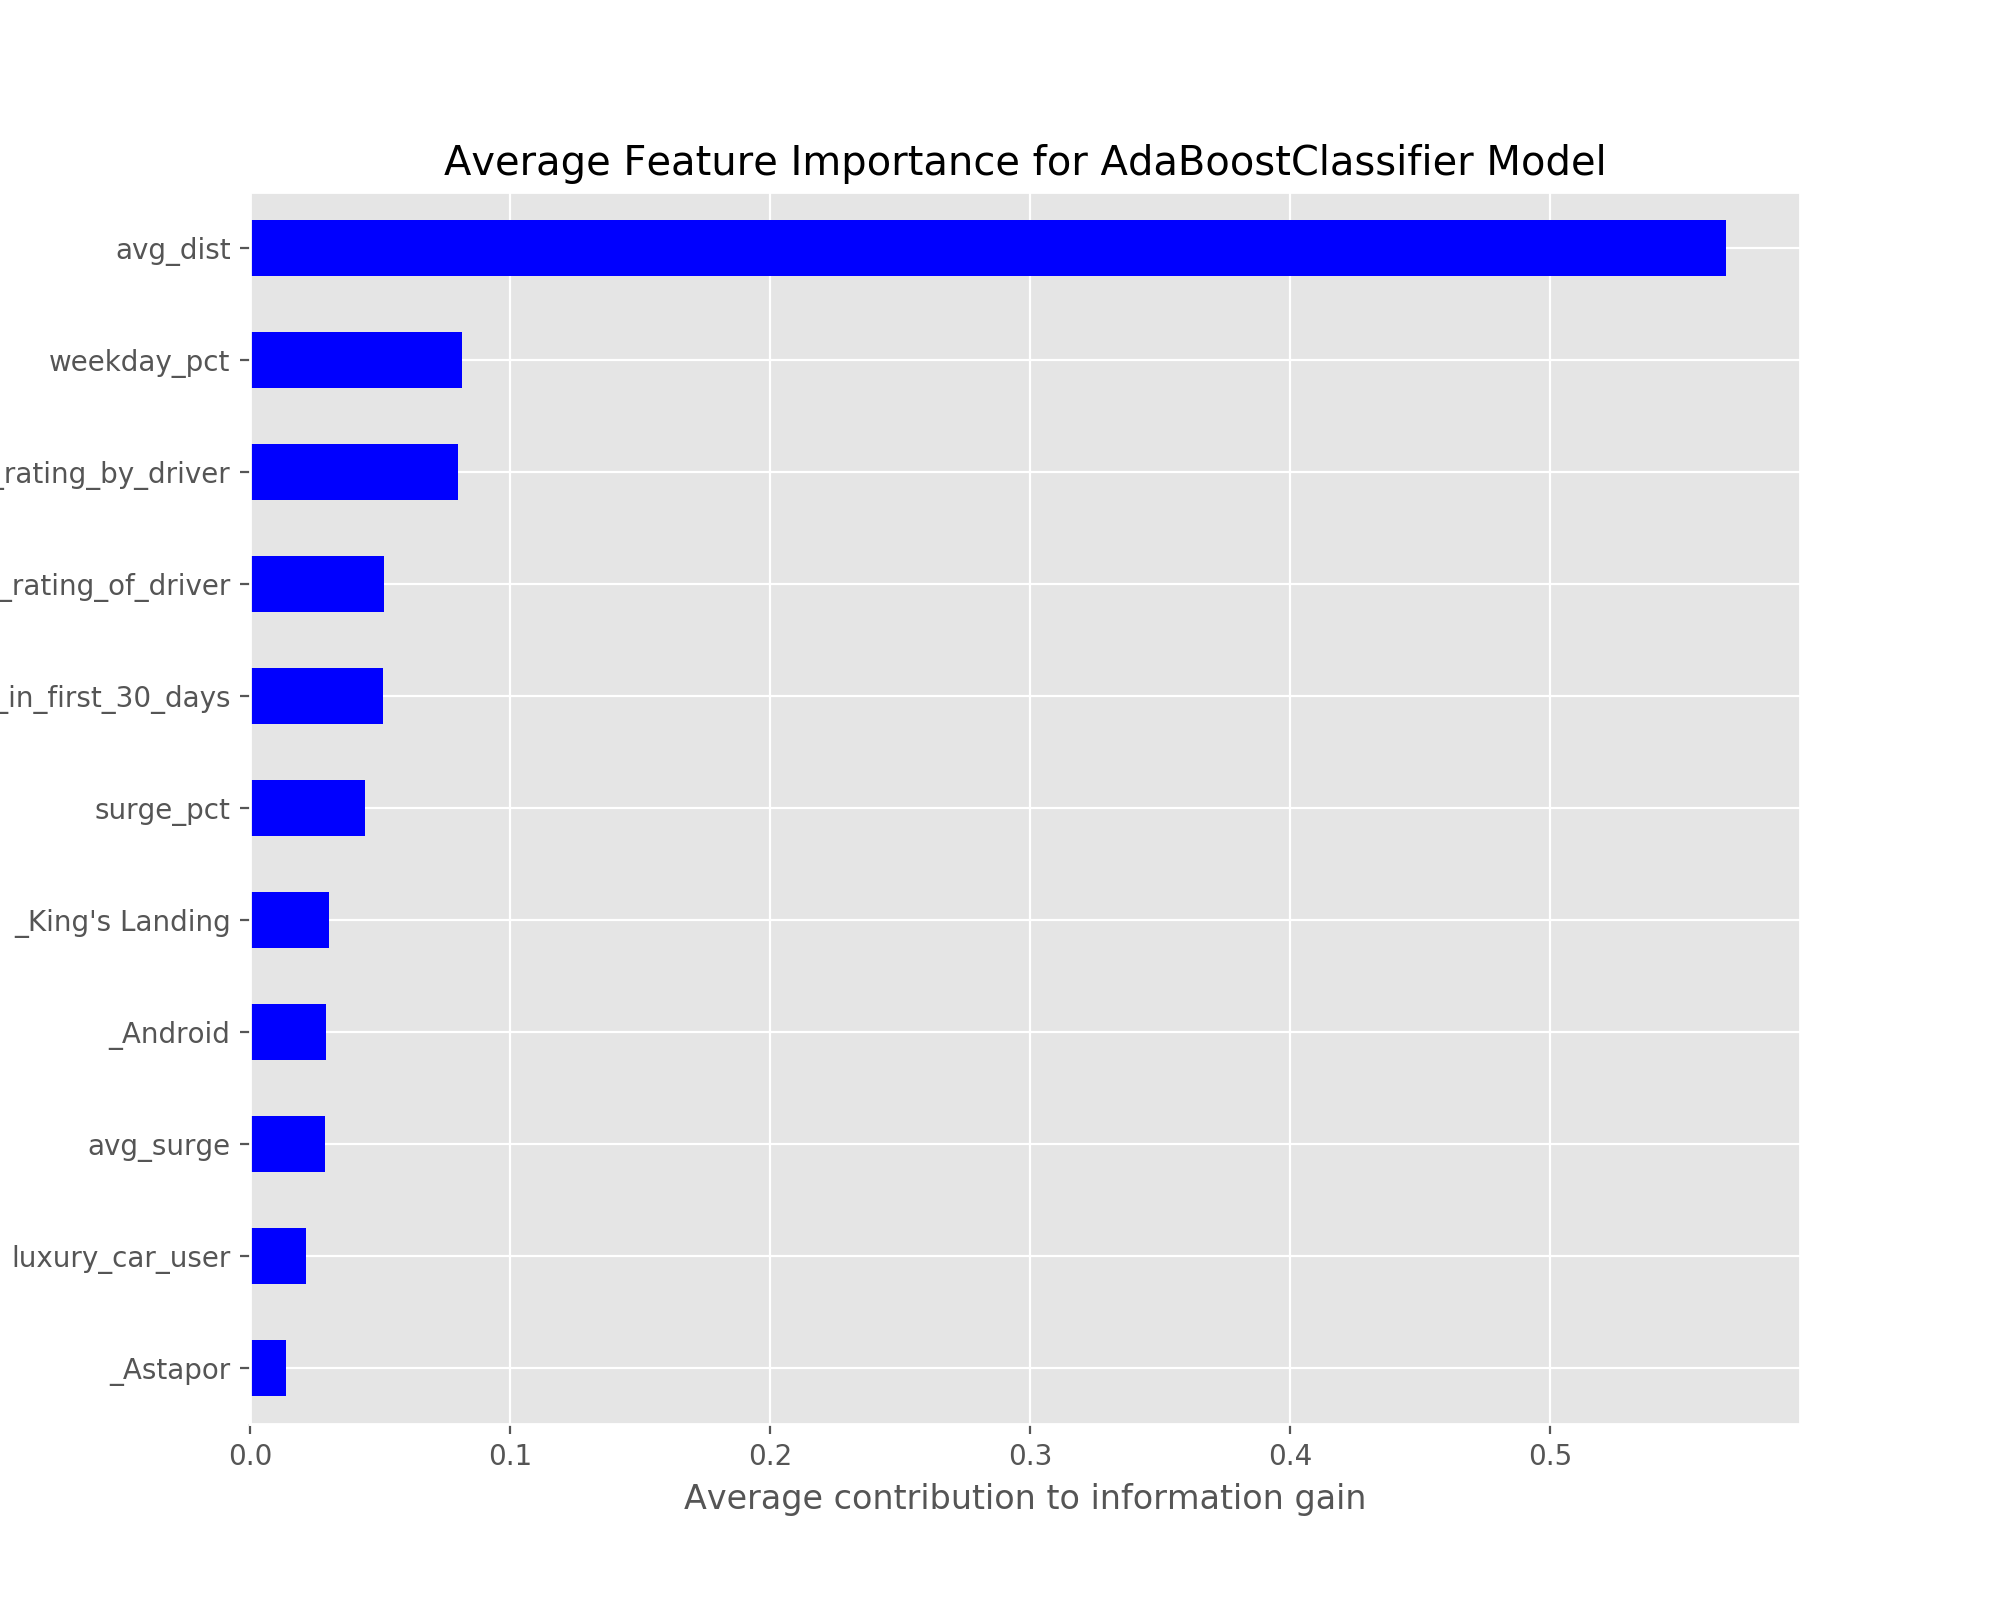 Average Feature Importance for AdaBoostClassifier Model
avg_dist
weekday_pct
_rating_by_driver
_rating_of_driver
_in_first_30_days
surge_pct
_King's Landing
_Android
avg_surge
luxury_car_user
_Astapor
0.0 0.1 0.2 0.3 0.4 0.5
Average contribution to information gain